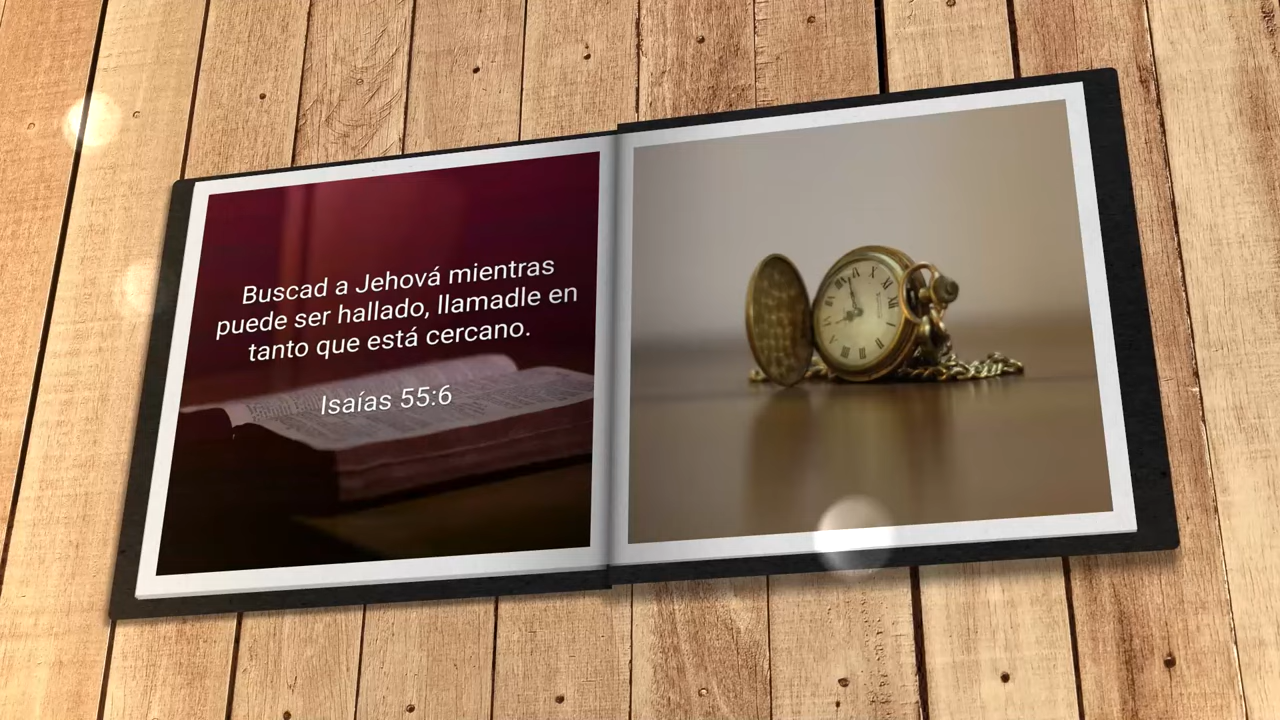 Buscad a Jehová mientras
puede ser hallado, llamadle en
tanto que está cercano.
Isaías 55:6